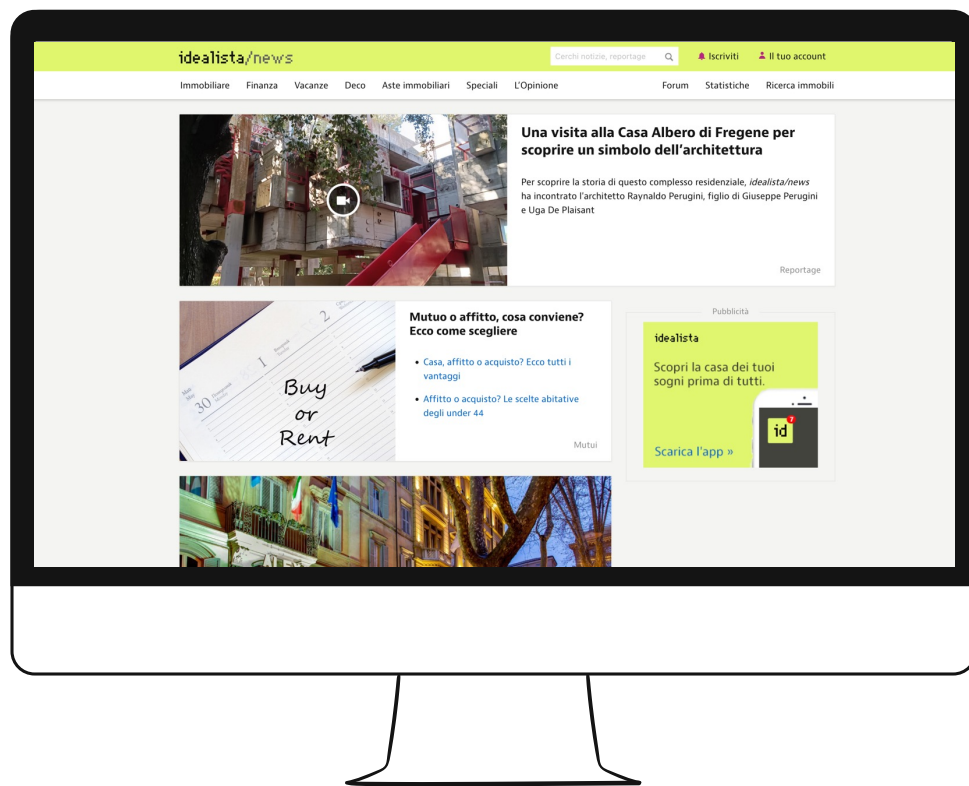 idealista/news
Cerchi notizie, reportage
Iscriviti
Il tuo account
Immobiliare Finanza Vacanze Deco Aste immobiliari Speciali L'Opinione
Forum Statistiche Ricerca immobili
Una visita alla Casa Albero di Fregene per
scoprire un simbolo dell'architettura
Per scoprire la storia di questo complesso residenziale, idealista/news
ha incontrato l'architetto Raynaldo Perugini, figlio di Giuseppe Perugini
e Uga De Plaisant
Reportage
2
1
30
Buy
or
Rent
Mutuo o affitto, cosa conviene?
Ecco come scegliere
• Casa, affitto o acquisto? Ecco tutti i
vantaggi
• Affitto o acquisto? Le scelte abitative
degli under 44
Mutui
Pubblicità
idealista
Scopri la casa dei tuoi
sogni prima di tutti.
id
7
Scarica l'app »